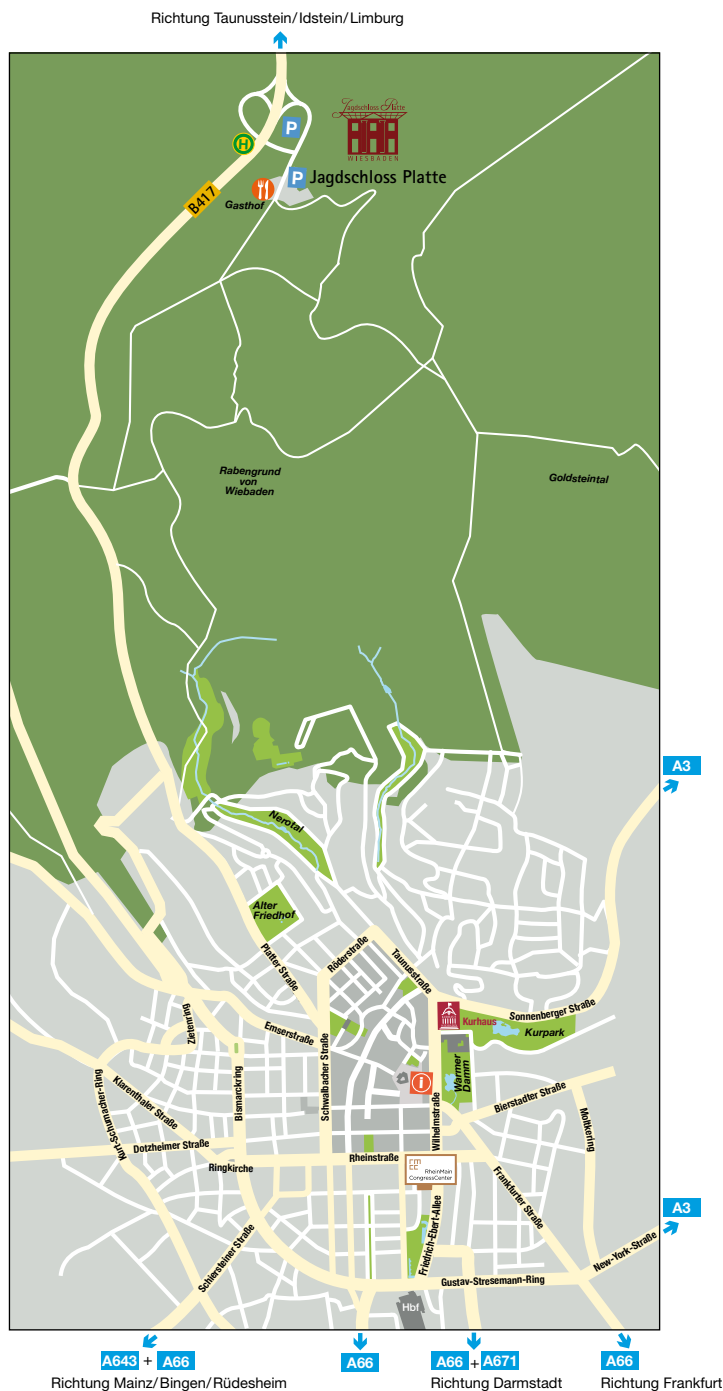 Richtung Taunusstein/Idstein/Limburg
Jagdschloss Platte
WIESBADEN
P
H
P Jagdschloss Platte
Gasthof
B417
Rabengrund
von
Wiebaden
Goldsteintal
A3
Nerotal
Alter
Friedhof
Platter Straße
Röderstraße
Taunusstraße
Sonnenberger Straße
Kurhaus
Kurpark
Zietenring
Emserstraße
Schwalbacher Straße
Warmer
Damm
i
Wilhelmstraße
Bierstadter Straße
Moltkering
Kurt-Schumacher-Ring
Klarenthaler Straße
Bismarckring
Dotzheimer Straße
Ringkirche
Rheinstraße
rm
cc
RheinMain
CongressCenter
Frankfurter Straße
A3
New-York-Straße
Schiersteiner Straße
Friedrich-Ebert-Allee
Gustav-Stresemann-Ring
Hbf
A643 + A66
A66
A66 + A671
A66
Richtung Mainz/Bingen/Rüdesheim
Richtung Darmstadt
Richtung Frankfurt